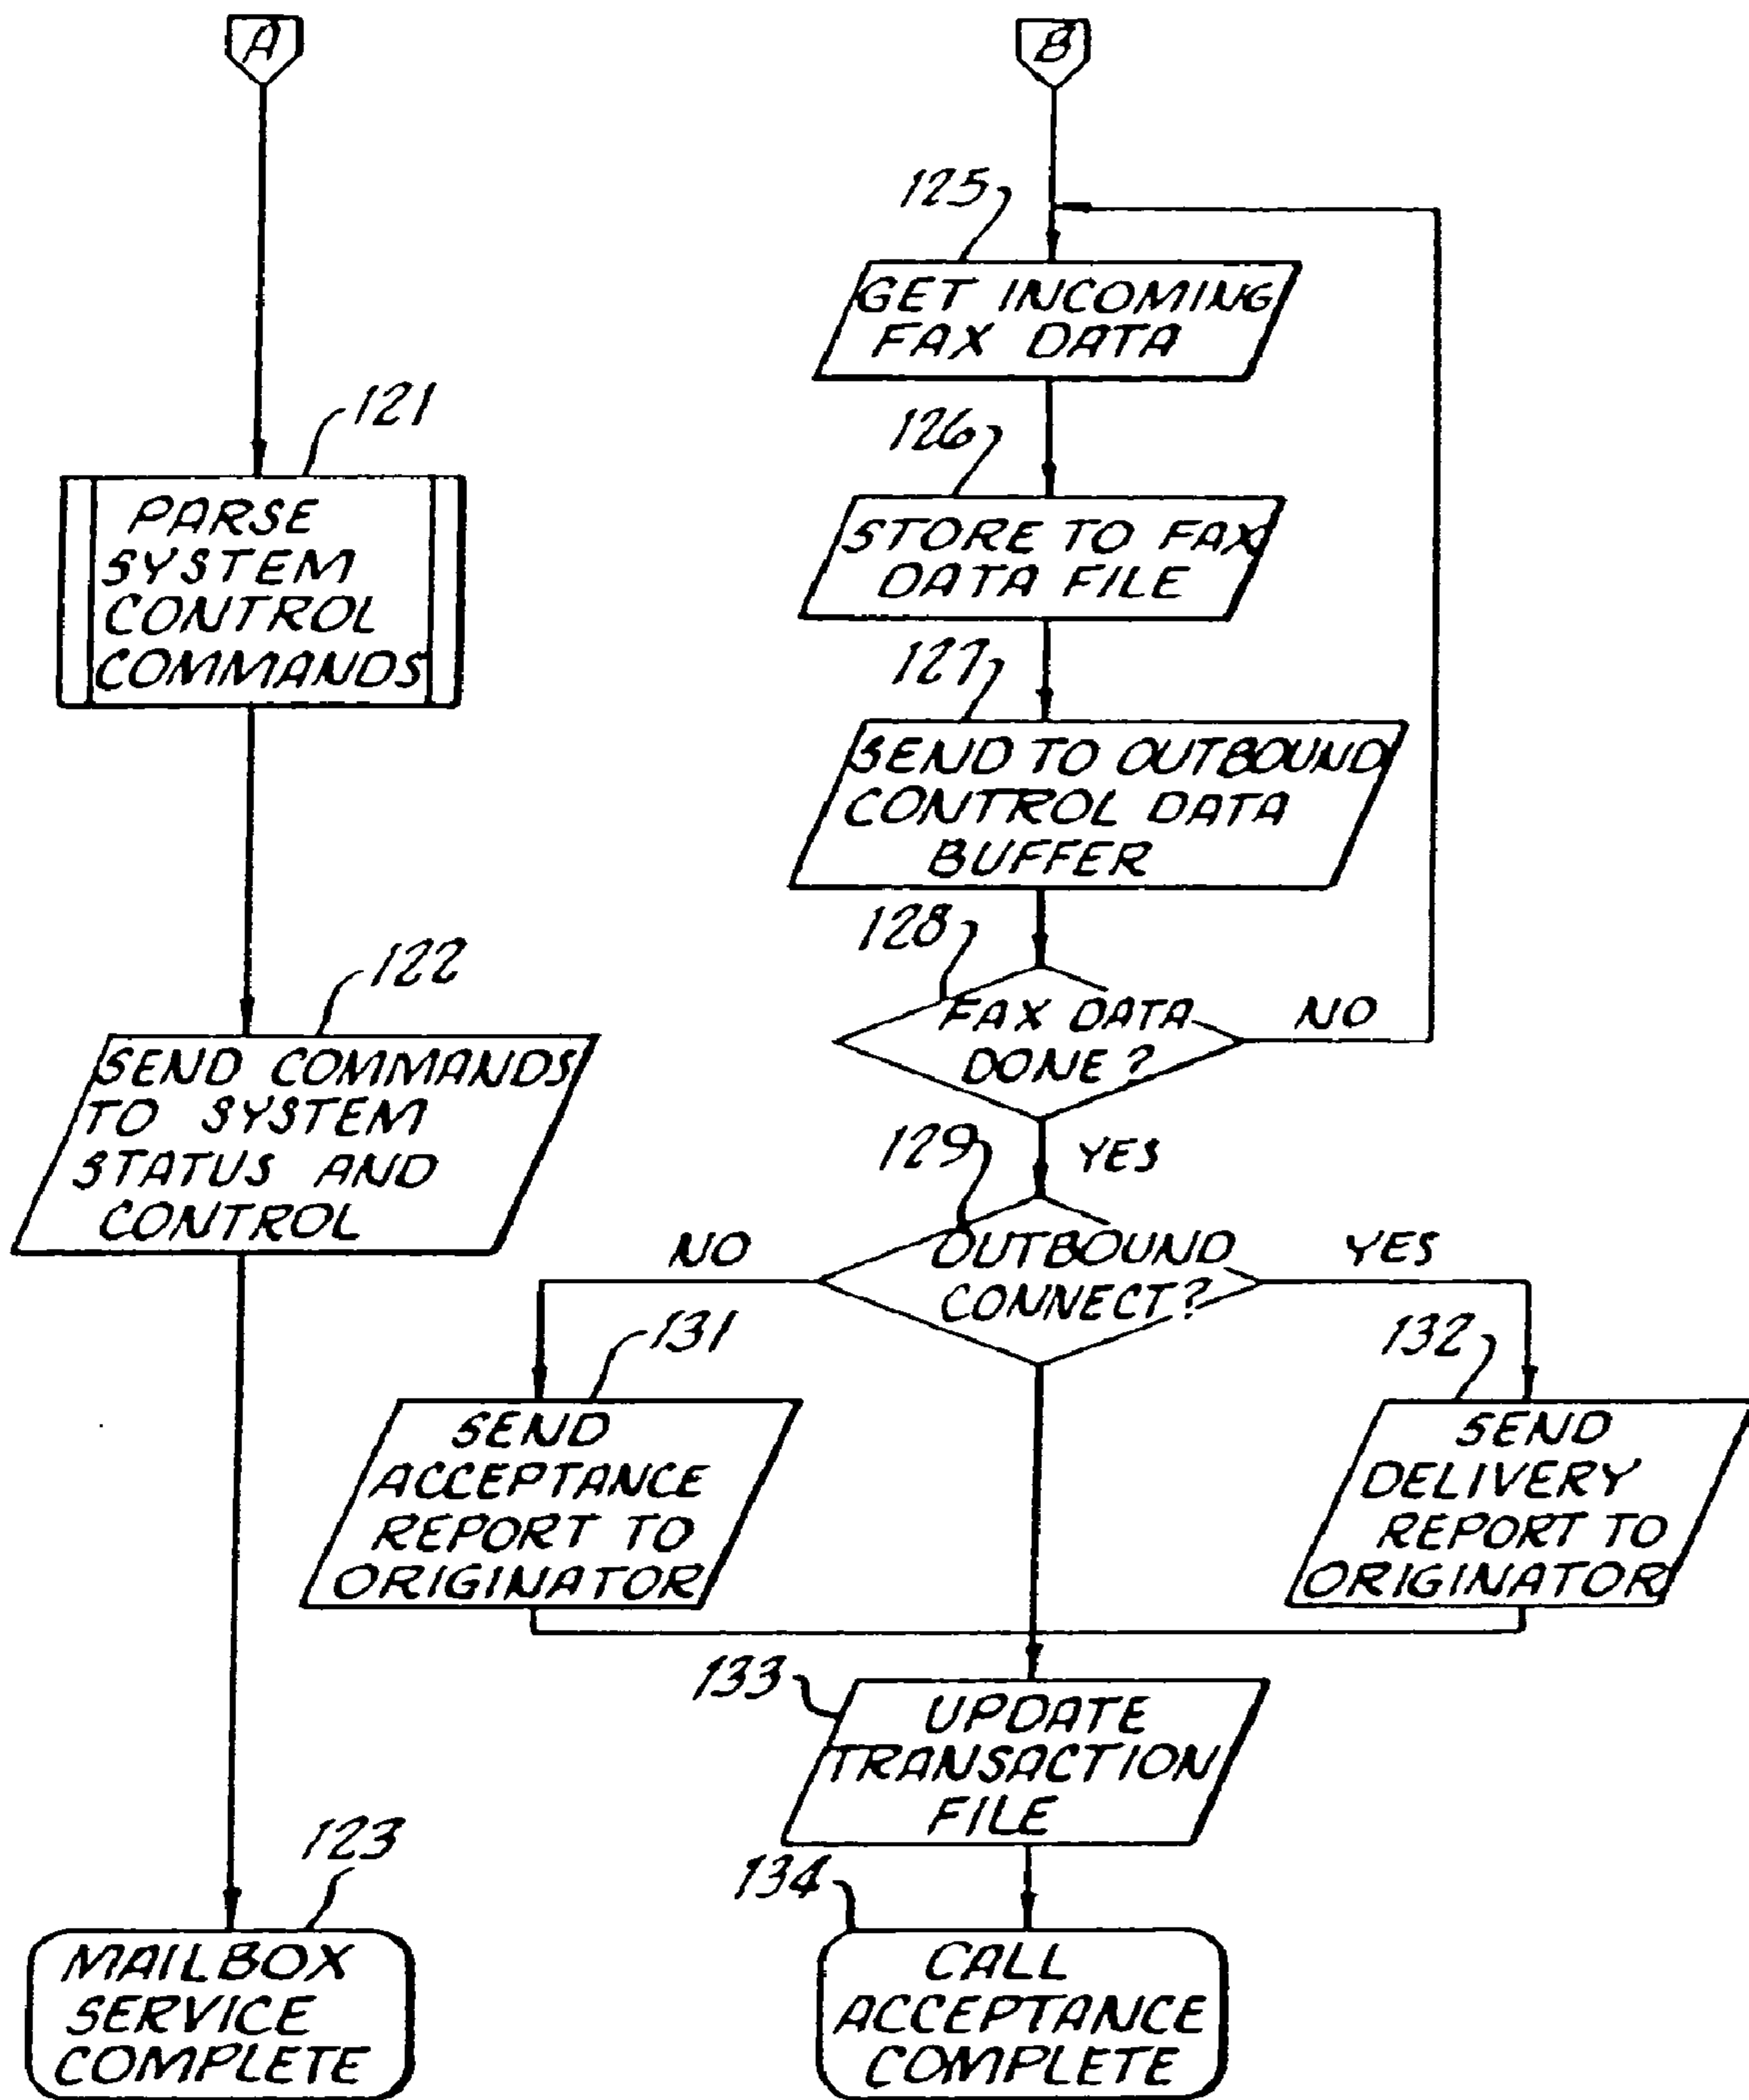 A
121
PARSE
SYSTEM
CONTROL
COMMANDS
122
SEND COMMANDS
TO SYSTEM
STATUS AND
CONTROL
123
MAILBOX
SERVICE
COMPLETE
B
125
GET INCOMING
FAX DATA
126
STORE TO FAX
DATA FILE
127
SEND TO OUTBOUND
CONTROL DATA
BUFFER
128
FAX DATA
DONE?
NO
YES
129
OUTBOUND
CONNECT?
NO
YES
131
SEND
ACCEPTANCE
REPORT TO
ORIGINATOR
132
SEND
DELIVERY
REPORT TO
ORIGINATOR
133
UPDATE
TRANSACTION
FILE
134
CALL
ACCEPTANCE
COMPLETE